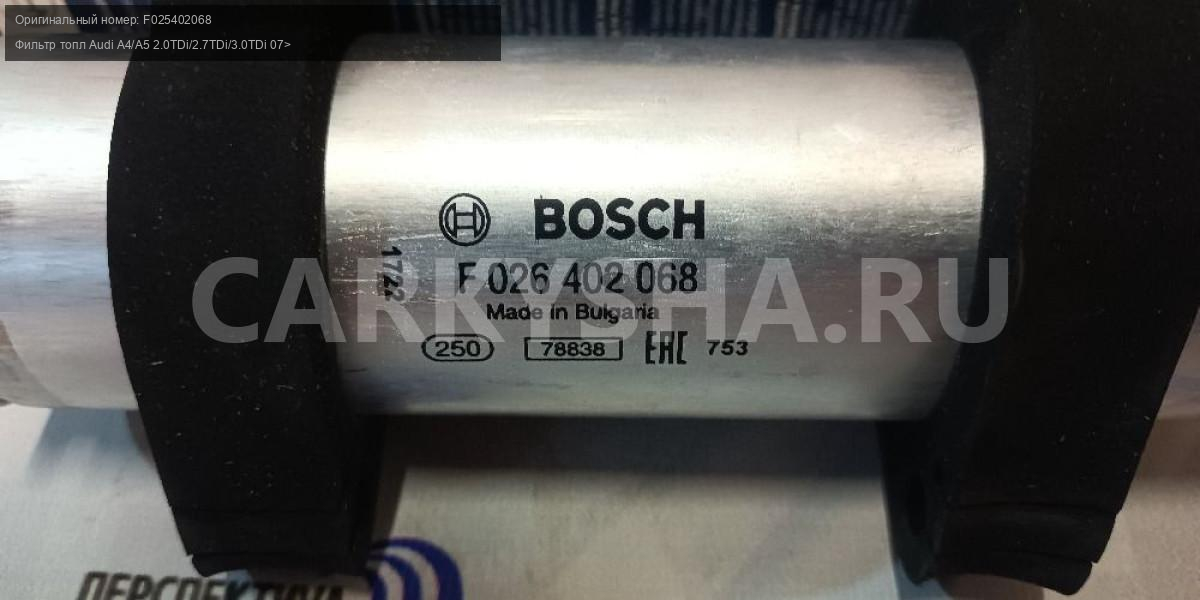 Оригинальный номер: F025402068
Фильтр топл Audi A4/A5 2.0TDi/2.7TDi/3.0TDi 07>
BOSCH
1722
F 026 402 068
CARKYSHA.RU
Made in Bulgaria
250 78838 EAC 753
ПЕРСПЕКТИВА